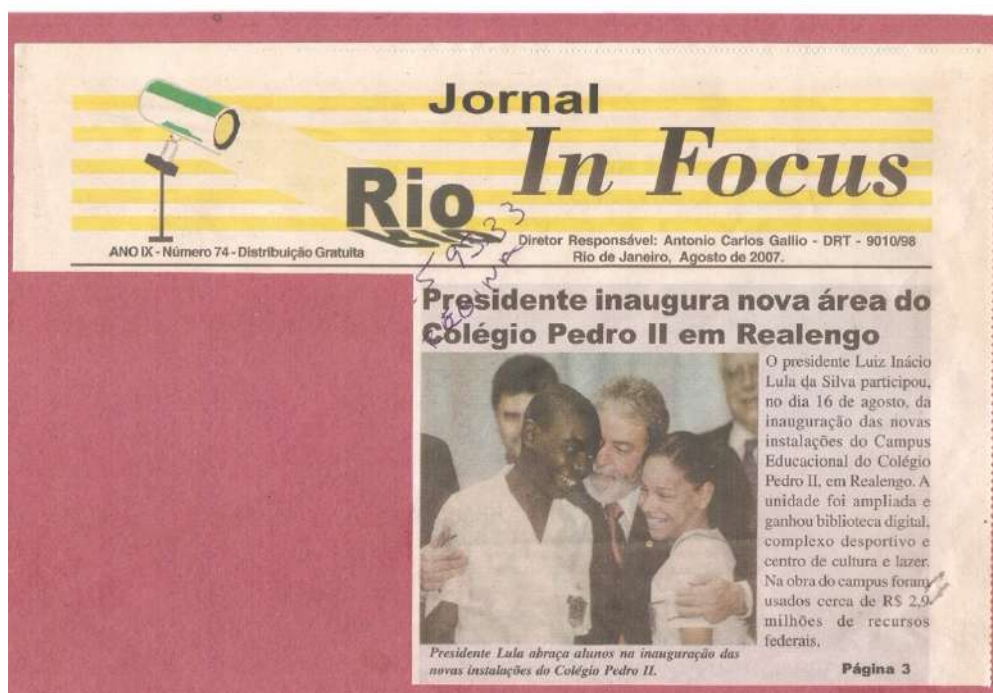 Jornal
In Focus
Rio
ANO IX - Número 74 - Distribuição Gratuita
Diretor Responsável: Antonio Carlos Gallio - DRT - 9010/98
Rio de Janeiro, Agosto de 2007.
Presidente inaugura nova área do
Colégio Pedro II em Realengo
O presidente Luiz Inácio
Lula da Silva participou,
no dia 16 de agosto, da
inauguração das novas
instalações do Campus
Educacional do Colégio
Pedro II, em Realengo. A
unidade foi ampliada e
ganhou biblioteca digital,
complexo desportivo e
centro de cultura e lazer.
Na obra do campus foram
usados cerca de R$ 2,9
milhões de recursos
federais.
Presidente Lula abraça alunos na inauguração das
novas instalações do Colégio Pedro II.
Página 3